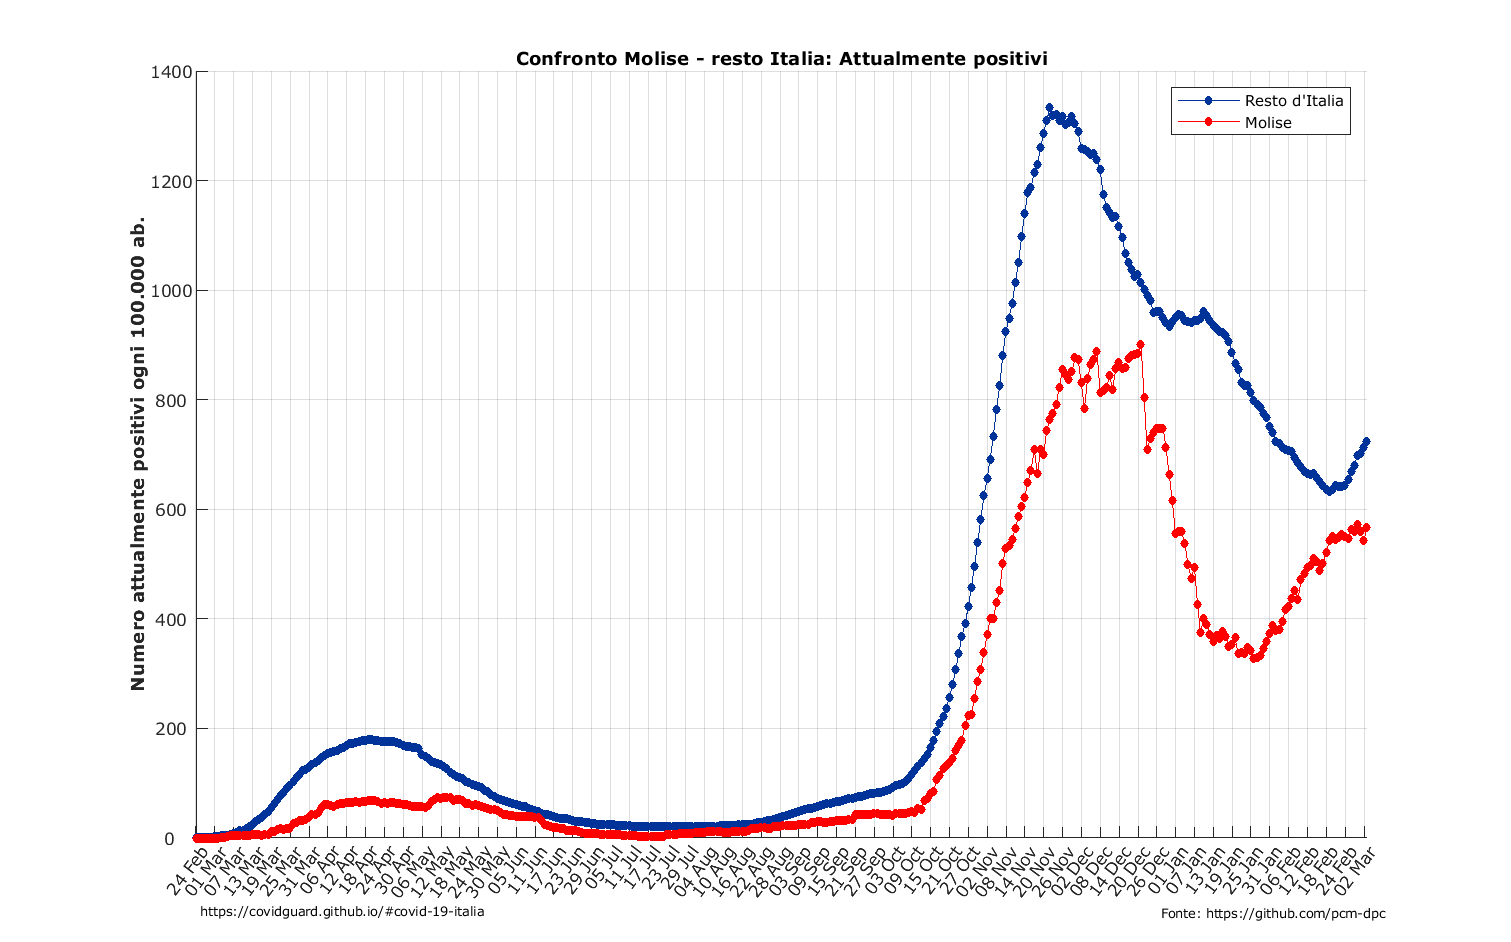 Confronto Molise - resto Italia: Attualmente positivi
Numero attualmente positivi ogni 100.000 ab.
1400
1200
1000
800
600
400
200
0
Resto d'Italia
Molise
24 Feb
01 Mar
07 Mar
13 Mar
19 Mar
25 Mar
31 Mar
06 Apr
12 Apr
18 Apr
24 Apr
30 Apr
06 May
12 May
18 May
24 May
30 May
05 Jun
11 Jun
17 Jun
23 Jun
29 Jun
05 Jul
11 Jul
17 Jul
23 Jul
29 Jul
04 Aug
10 Aug
16 Aug
22 Aug
28 Aug
03 Sep
09 Sep
15 Sep
21 Sep
27 Sep
03 Oct
09 Oct
15 Oct
21 Oct
27 Oct
02 Nov
08 Nov
14 Nov
20 Nov
26 Nov
02 Dec
08 Dec
14 Dec
20 Dec
26 Dec
01 Jan
07 Jan
13 Jan
19 Jan
25 Jan
31 Jan
06 Feb
12 Feb
18 Feb
24 Feb
02 Mar
https://covidguard.github.io/#covid-19-italia
Fonte: https://github.com/pcm-dpc